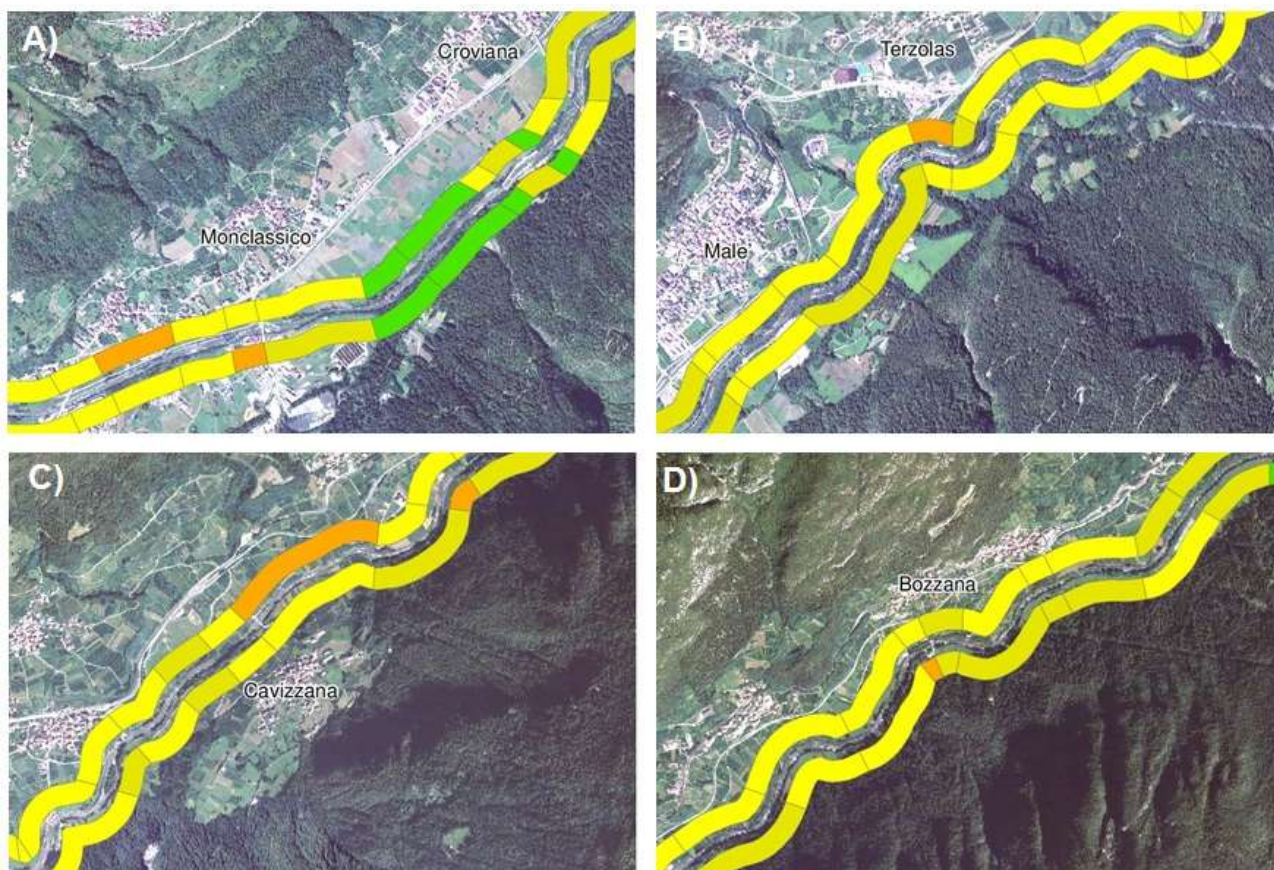 A)
Croviana
Monclassico
B)
Terzolas
Male
C)
Cavizzana
D)
Bozzana